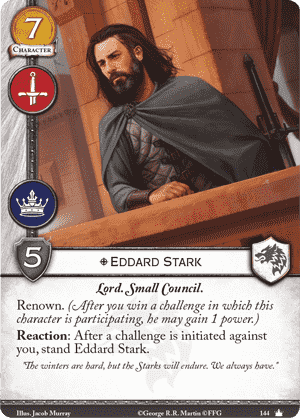 7
CHARACTER
5
EDDARD STARK
Lord. Small Council.
Renown. (After you win a challenge in which this
character is participating, he may gain 1 power.)
Reaction: After a challenge is initiated against
you, stand Eddard Stark.
"The winters are hard, but the Starks will endure. We always have."
Illus. Jacob Murray
©George R.R. Martin ©FFG
144